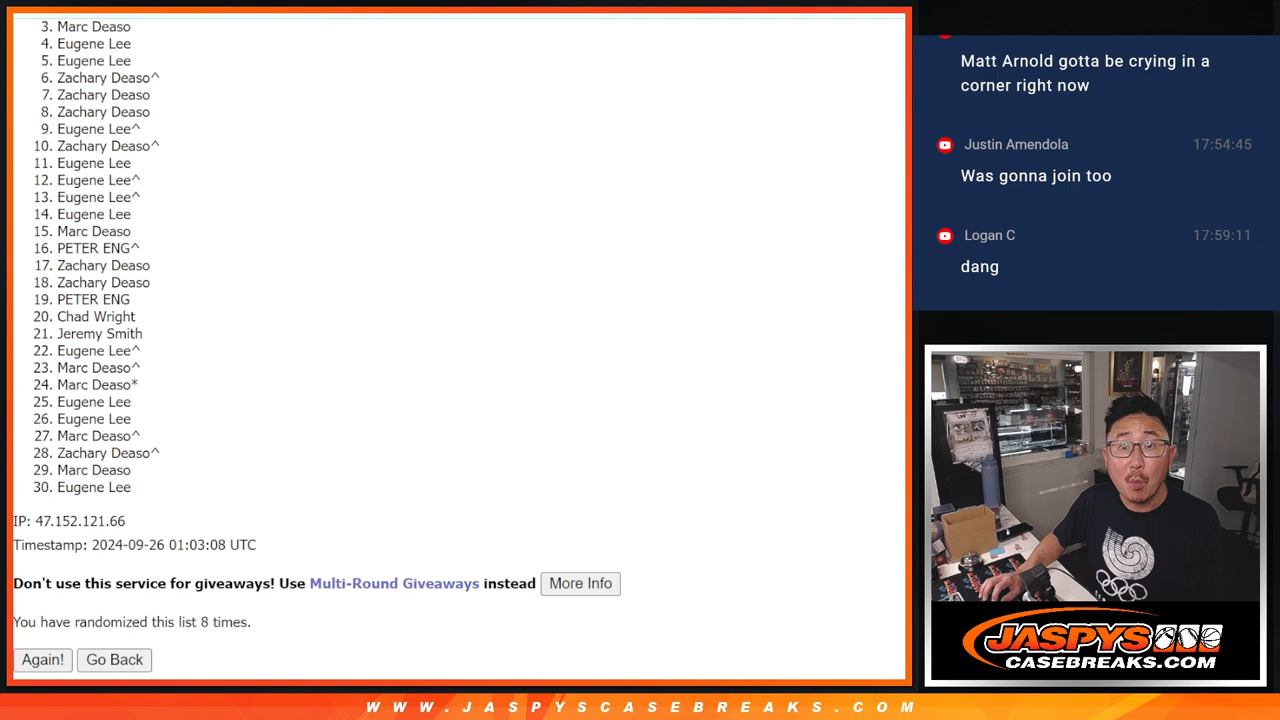 3. Marc Deaso
4. Eugene Lee
5. Eugene Lee
6. Zachary Deaso^
7. Zachary Deaso
8. Zachary Deaso
9. Eugene Lee^
10. Zachary Deaso^
11. Eugene Lee
12. Eugene Lee^
13. Eugene Lee^
14. Eugene Lee
15. Marc Deaso
16. PETER ENG^
17. Zachary Deaso
18. Zachary Deaso
19. PETER ENG
20. Chad Wright
21. Jeremy Smith
22. Eugene Lee^
23. Marc Deaso^
24. Marc Deaso*
25. Eugene Lee
26. Eugene Lee
27. Marc Deaso^
28. Zachary Deaso^
29. Marc Deaso
30. Eugene Lee
IP: 47.152.121.66
Timestamp: 2024-09-26 01:03:08 UTC
Don't use this service for giveaways! Use Multi-Round Giveaways instead More Info
You have randomized this list 8 times.
Again! Go Back
Matt Arnold gotta be crying in a
corner right now
Justin Amendola 17:54:45
Was gonna join too
Logan C 17:59:11
dang
JASPYS
CASEBREAKS.COM
WWW.JASPYSCASEBREAKS.COM